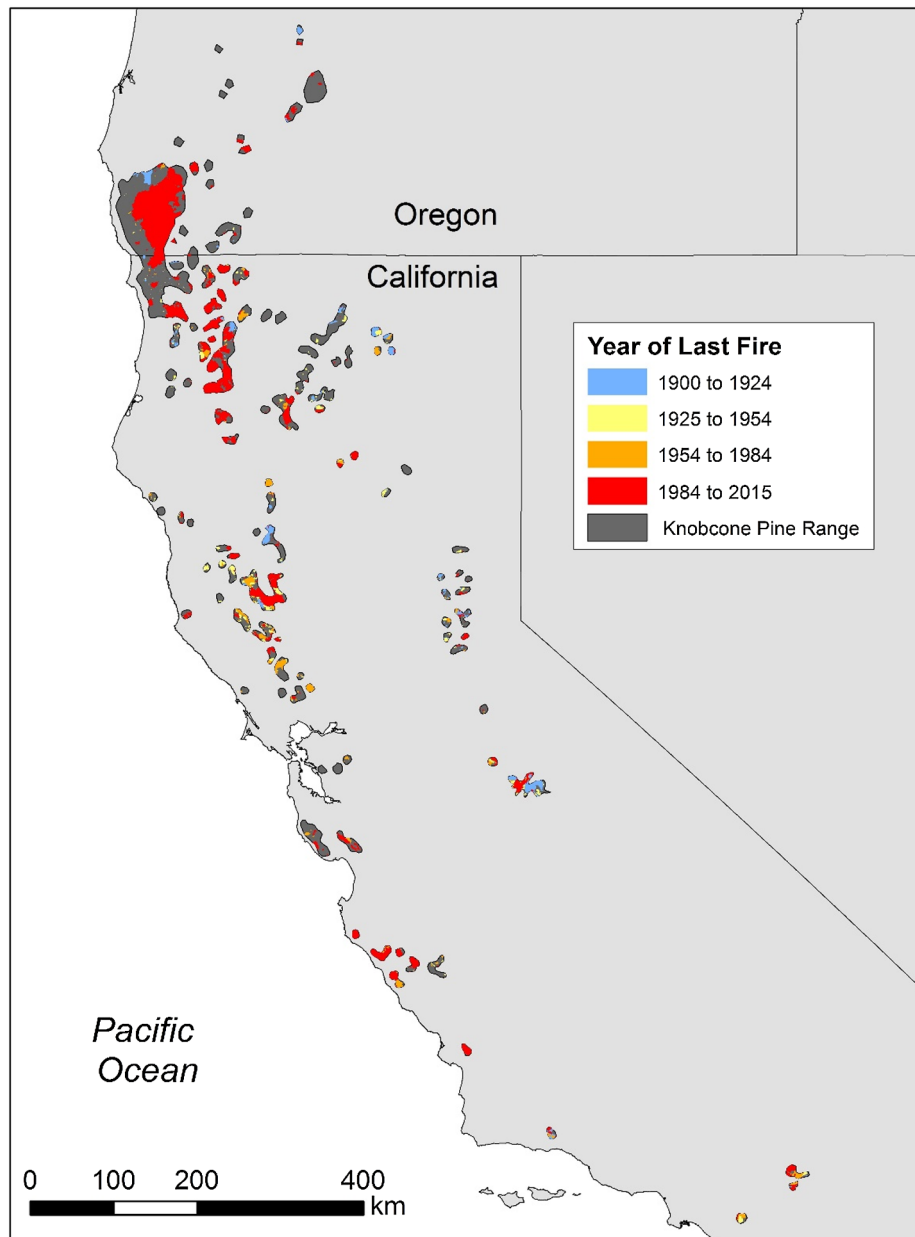 Oregon
California
Year of Last Fire
1900 to 1924
1925 to 1954
1954 to 1984
1984 to 2015
Knobcone Pine Range
Pacific
Ocean
0 100 200 400
km